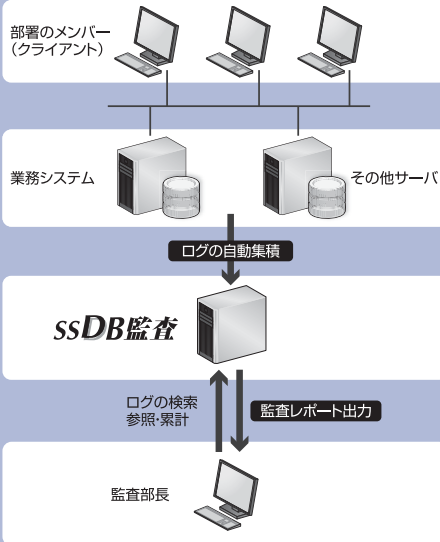 部署のメンバー
（クライアント）
業務システム
その他サーバ
ログの自動集積
ssDB監査
ログの検索
参照・累計
監査レポート出力
監査部長